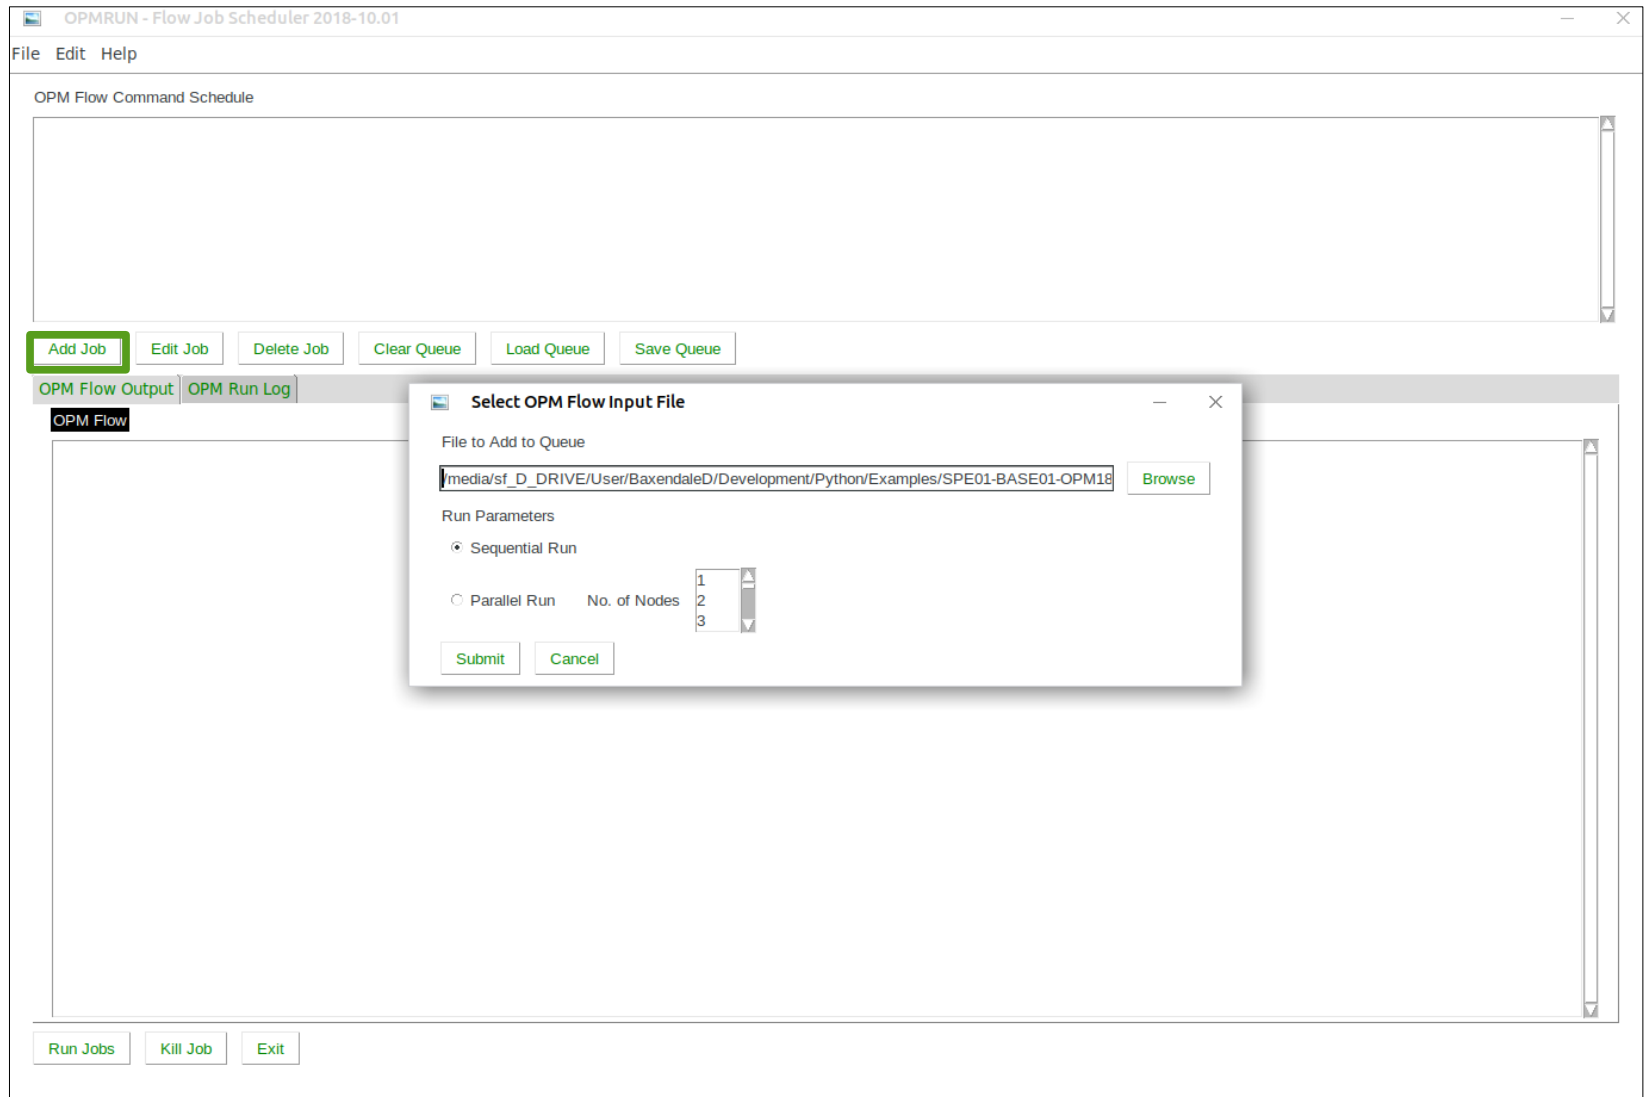 OPMRUN - Flow Job Scheduler 2018-10.01
File Edit Help
OPM Flow Command Schedule
Add Job Edit Job Delete Job Clear Queue Load Queue Save Queue
OPM Flow Output OPM Run Log
OPM Flow
Select OPM Flow Input File
File to Add to Queue
/media/sf_D_DRIVE/User/BaxendaleD/Development/Python/Examples/SPE01-BASE01-OPM18 Browse
Run Parameters
Sequential Run
1
Parallel Run No. of Nodes 2
3
Submit Cancel
Run Jobs Kill Job Exit